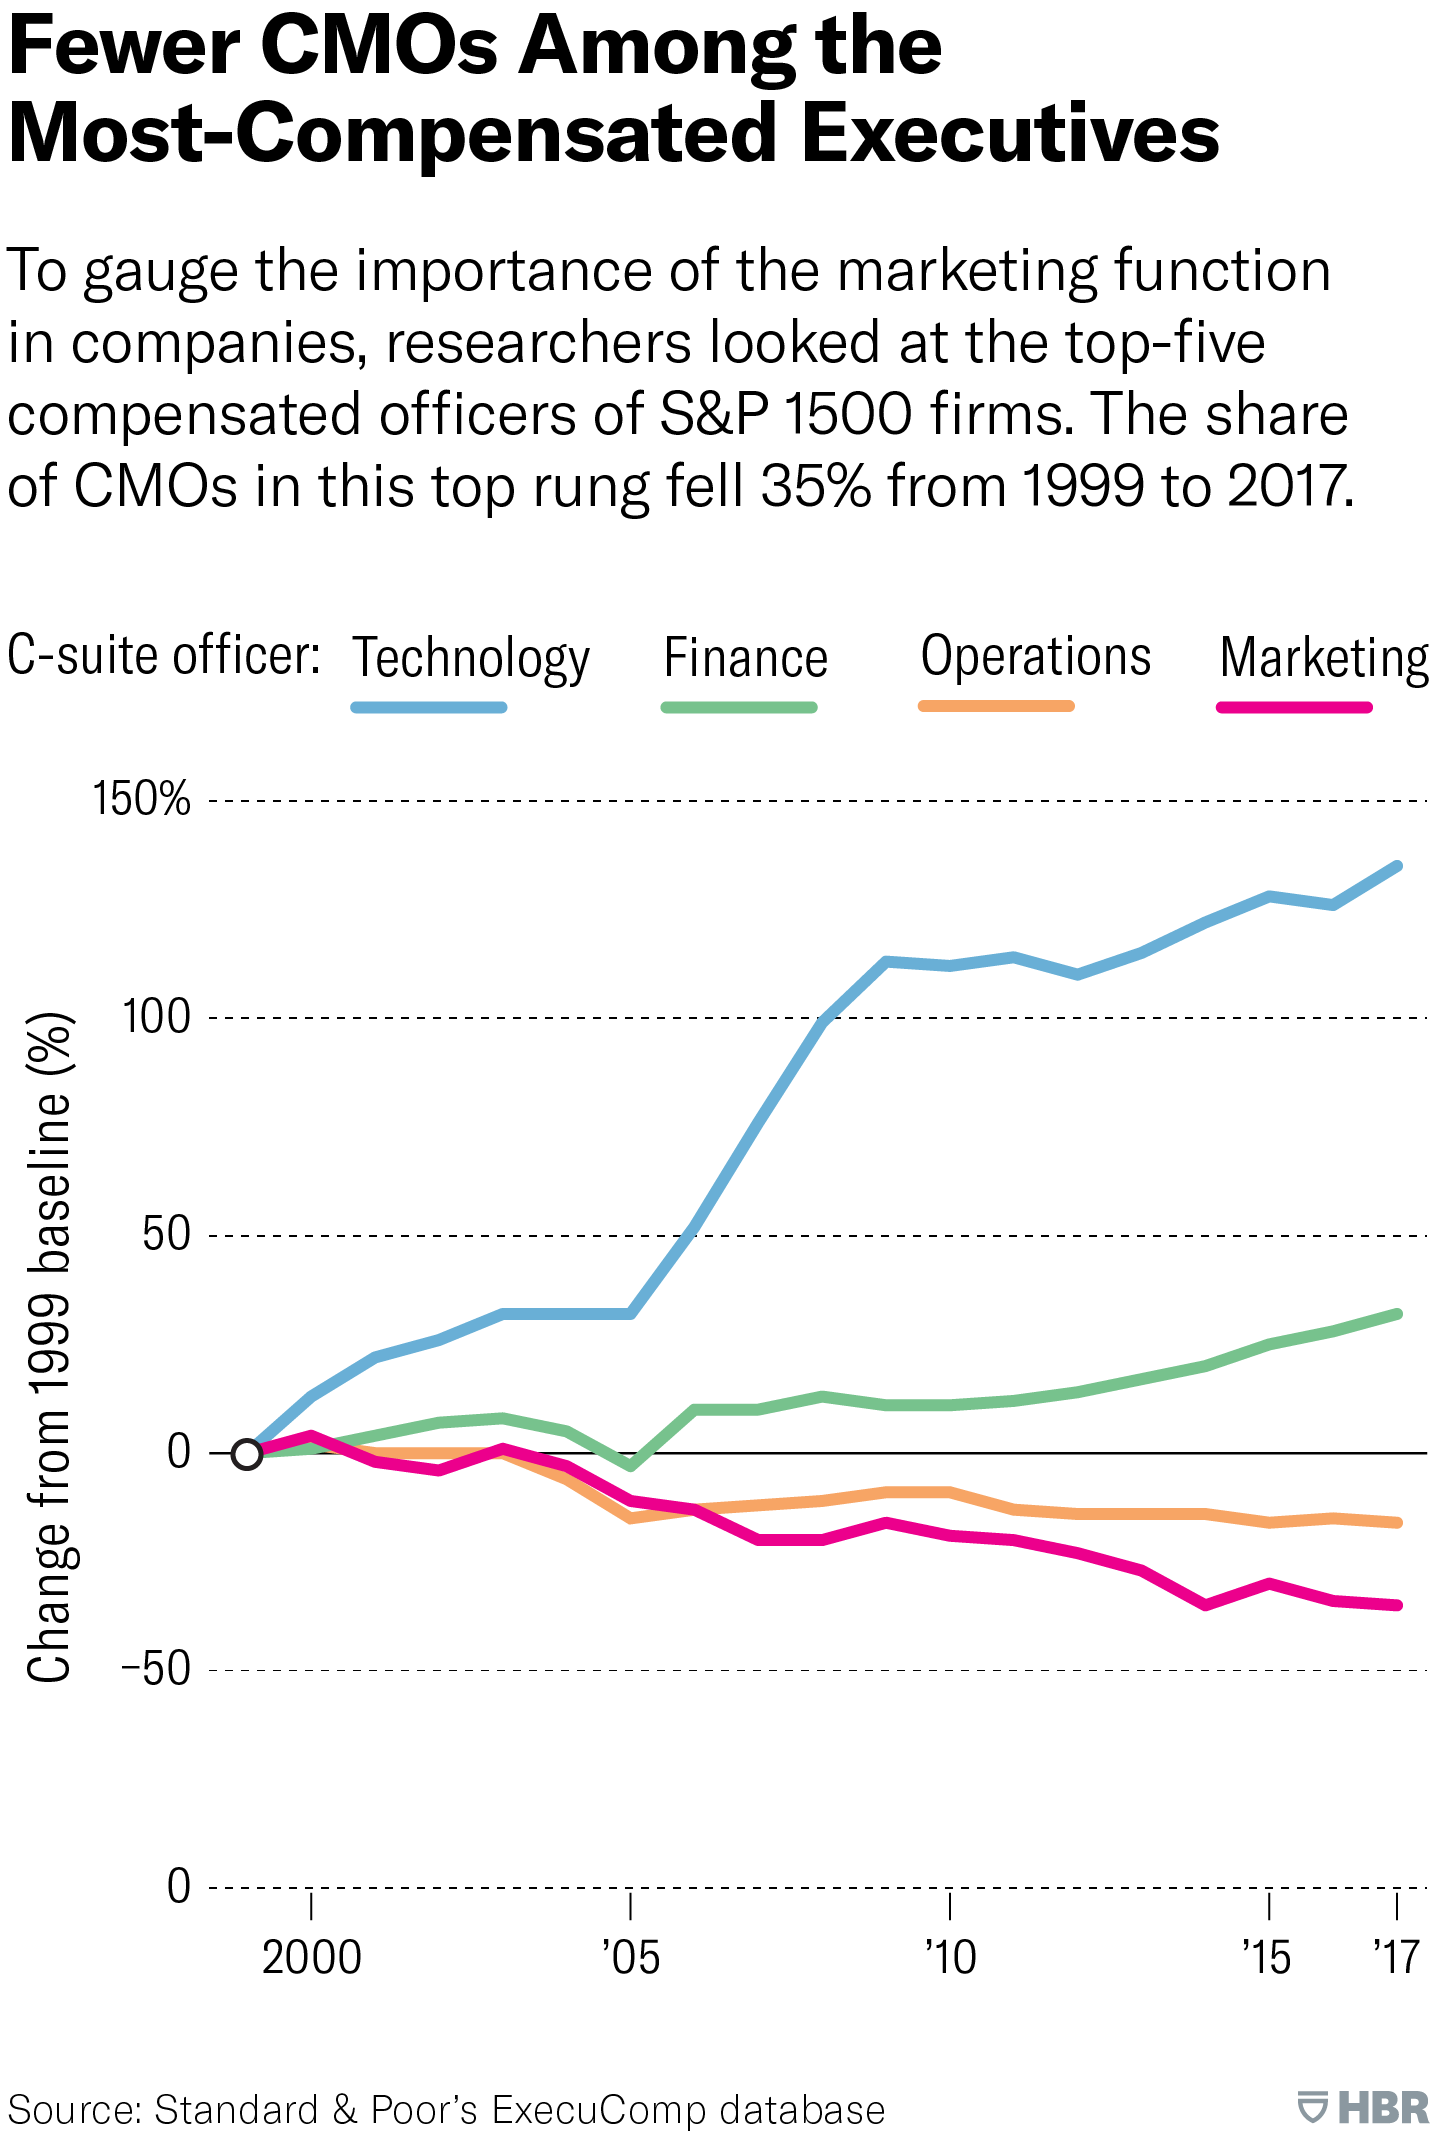 Fewer CMOs Among the
Most-Compensated Executives
To gauge the importance of the marketing function
in companies, researchers looked at the top-five
compensated officers of S&P 1500 firms. The share
of CMOs in this top rung fell 35% from 1999 to 2017.
C-suite officer: Technology Finance Operations Marketing
150%
100
50
0
−50
0
Change from 1999 baseline (%)
2000 ’05 ’10 ’15 ’17
Source: Standard & Poor’s ExecuComp database
HBR